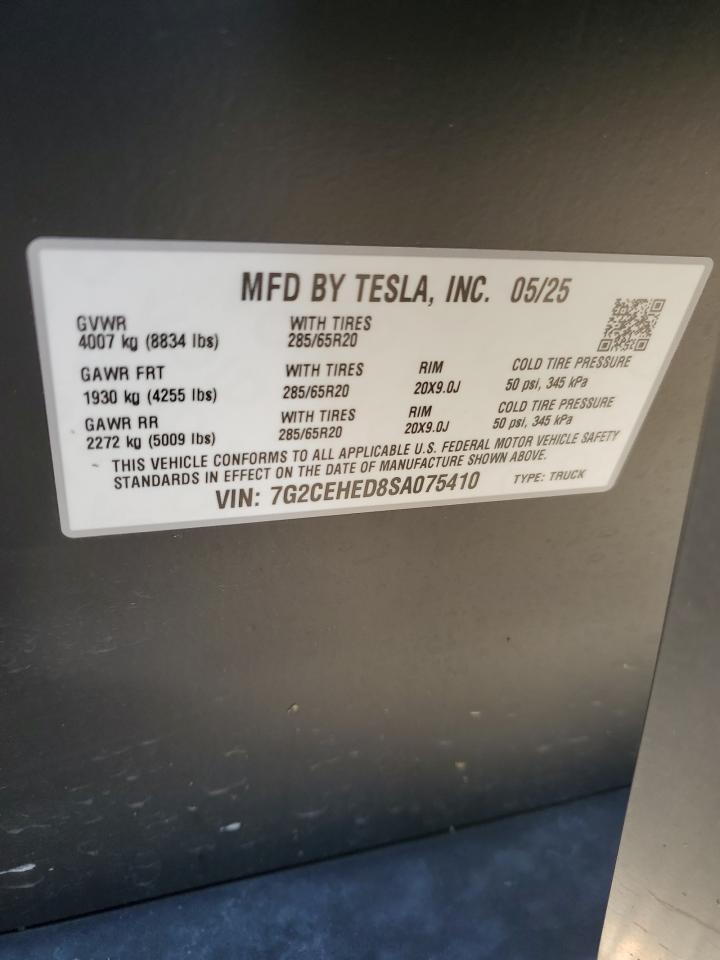 MFD BY TESLA, INC. 05/25
GVWR WITH TIRES
4007 kg (8834 lbs) 285/65R20
GAWR FRT WITH TIRES RIM COLD TIRE PRESSURE
1930 kg (4255 lbs) 285/65R20 20X9.0J 50 psi, 345 kPa
GAWR RR WITH TIRES RIM COLD TIRE PRESSURE
2272 kg (5009 lbs) 285/65R20 20X9.0J 50 psi, 345 kPa
THIS VEHICLE CONFORMS TO ALL APPLICABLE U.S. FEDERAL MOTOR VEHICLE SAFETY
STANDARDS IN EFFECT ON THE DATE OF MANUFACTURE SHOWN ABOVE.
VIN: 7G2CEHED8SA075410 TYPE: TRUCK